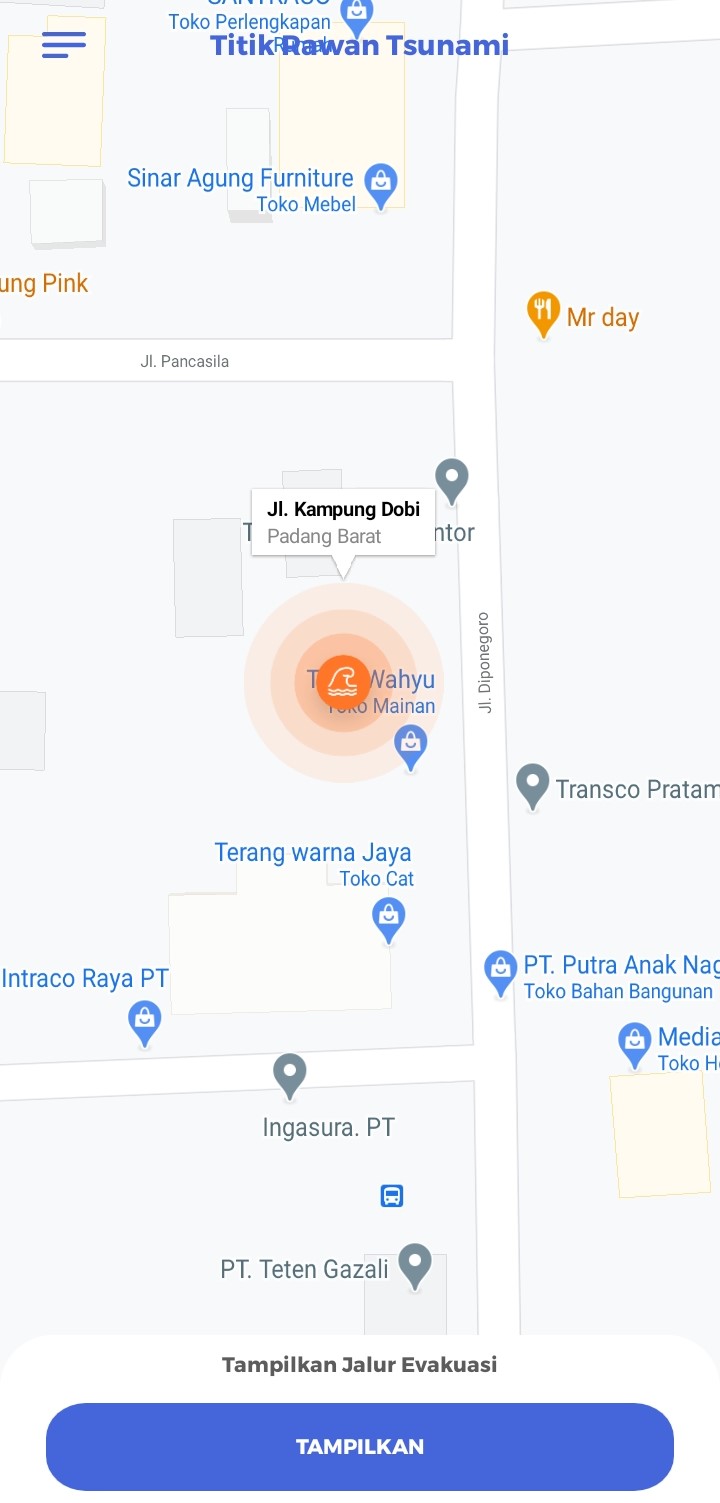 Toko Perlengkapan
Titik Rawan Tsunami
Sinar Agung Furniture
Toko Mebel
ung Pink
Mr day
Jl. Pancasila
Jl. Kampung Dobi
Padang Barat
ntor
Jl. Diponegoro
Wahyu
Toko Mainan
Transco Pratam
Terang warna Jaya
Toko Cat
Intraco Raya PT
PT. Putra Anak Nag
Toko Bahan Bangunan
Media
Toko He
Ingasura. PT
PT. Teten Gazali
Tampilkan Jalur Evakuasi
TAMPILKAN